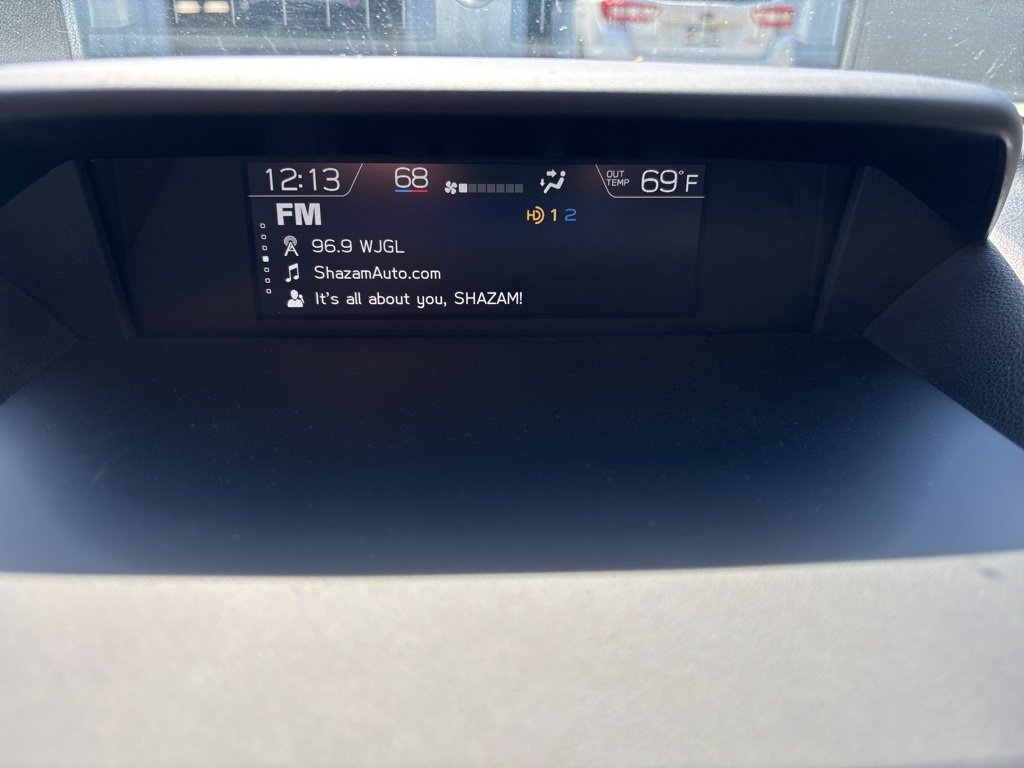 12:13 68 OUT TEMP 69°F
FM HD 1 2
96.9 WJGL
ShazamAuto.com
It's all about you, SHAZAM!